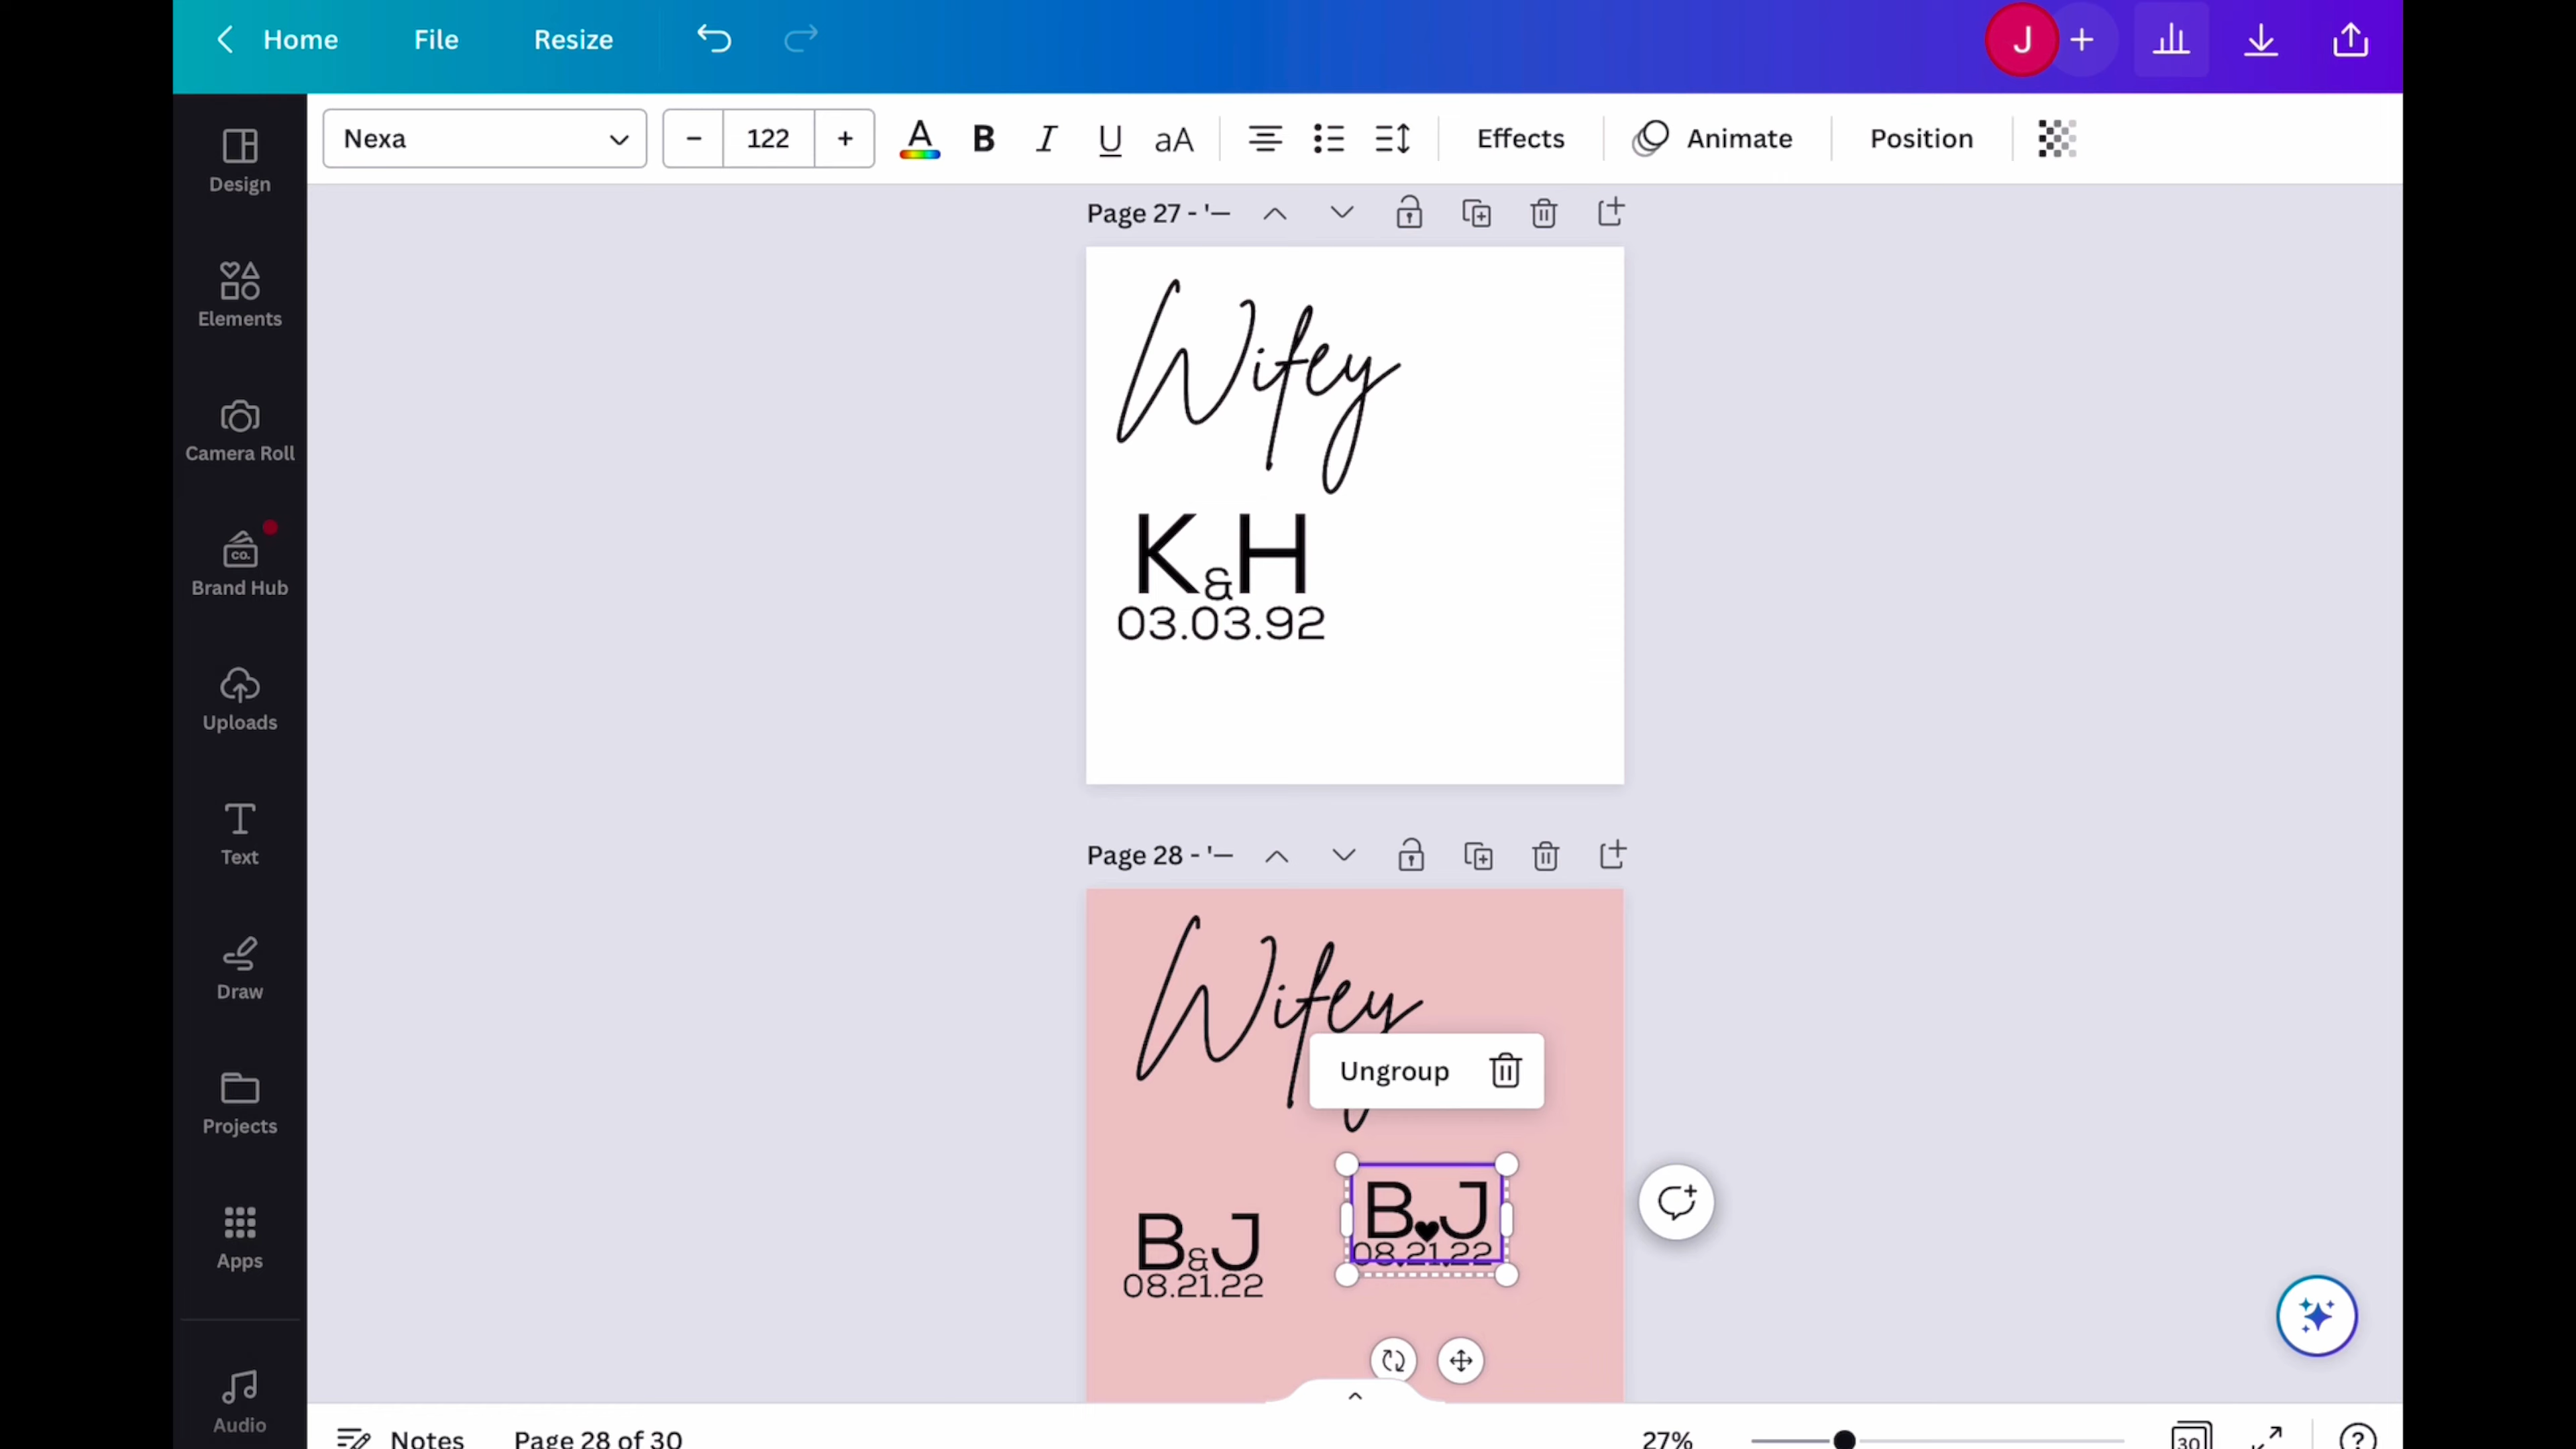 Home File Resize J
Nexa 122 A B I U aA Effects Animate Position
Design
Elements
Camera Roll
CO.
Brand Hub
Uploads
T
Text
Draw
Projects
Apps
Audio
Page 27 - '—
Wifey
K&H
03.03.92
Page 28 - '—
Wifey
Ungroup
B&J
08.21.22
B♥J
08.21.22
Notes Page 28 of 30 27% 30 ?